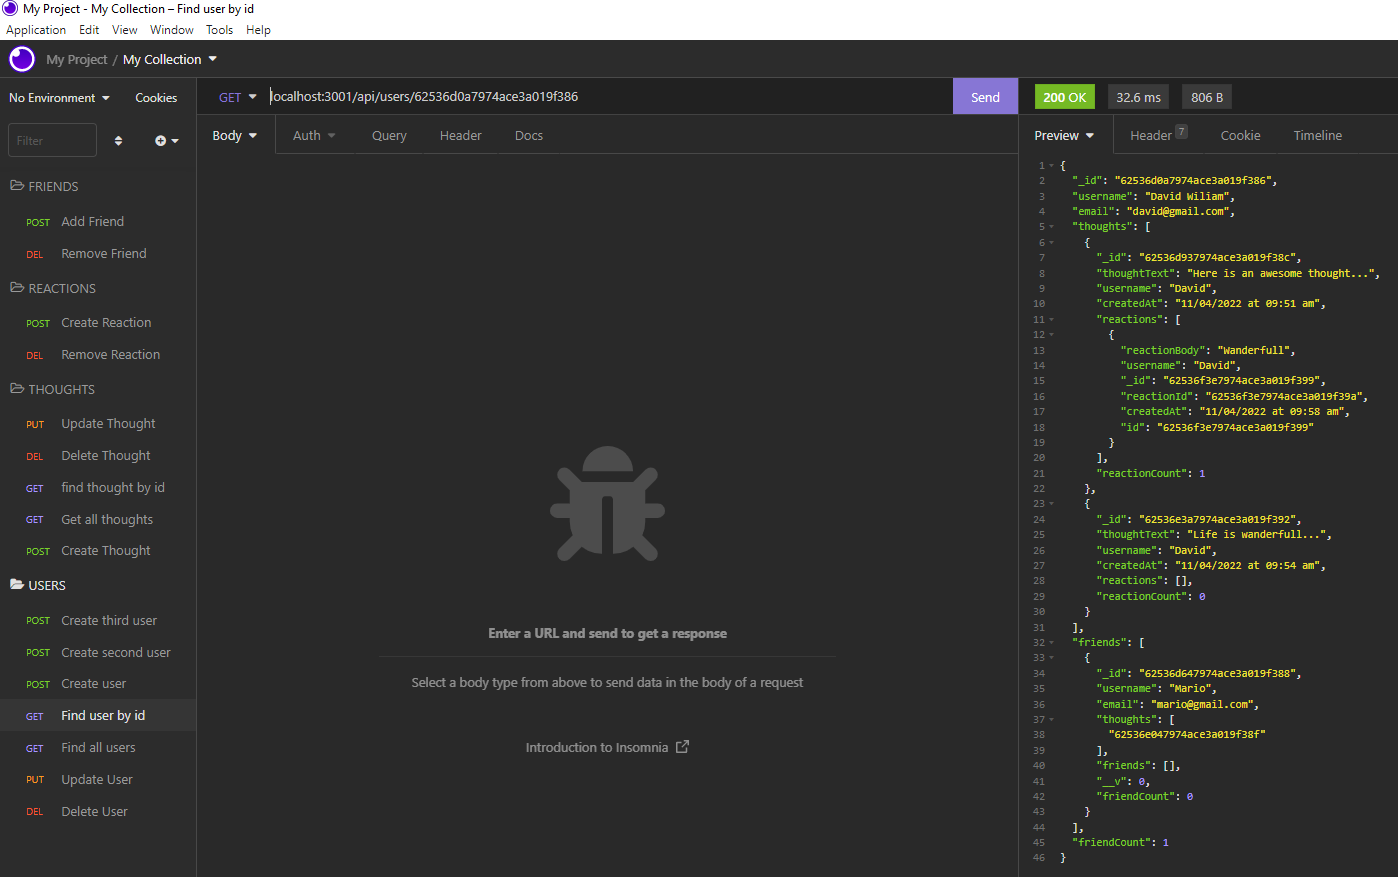 My Project - My Collection – Find user by id
Application Edit View Window Tools Help
My Project / My Collection
No Environment Cookies
Filter
FRIENDS
POST Add Friend
DEL Remove Friend
REACTIONS
POST Create Reaction
DEL Remove Reaction
THOUGHTS
PUT Update Thought
DEL Delete Thought
GET find thought by id
GET Get all thoughts
POST Create Thought
USERS
POST Create third user
POST Create second user
POST Create user
GET Find user by id
GET Find all users
PUT Update User
DEL Delete User
GET localhost:3001/api/users/62536d0a7974ace3a019f386 Send
Body Auth Query Header Docs
Enter a URL and send to get a response
Select a body type from above to send data in the body of a request
Introduction to Insomnia
200 OK 32.6 ms 806 B
Preview Header 7 Cookie Timeline
1 {
2 "_id": "62536d0a7974ace3a019f386",
3 "username": "David Wiliam",
4 "email": "david@gmail.com",
5 "thoughts": [
6 {
7 "_id": "62536d937974ace3a019f38c",
8 "thoughtText": "Here is an awesome thought...",
9 "username": "David",
10 "createdAt": "11/04/2022 at 09:51 am",
11 "reactions": [
12 {
13 "reactionBody": "Wanderfull",
14 "username": "David",
15 "_id": "62536f3e7974ace3a019f399",
16 "reactionId": "62536f3e7974ace3a019f39a",
17 "createdAt": "11/04/2022 at 09:58 am",
18 "id": "62536f3e7974ace3a019f399"
19 }
20 ],
21 "reactionCount": 1
22 },
23 {
24 "_id": "62536e3a7974ace3a019f392",
25 "thoughtText": "Life is wanderfull...",
26 "username": "David",
27 "createdAt": "11/04/2022 at 09:54 am",
28 "reactions": [],
29 "reactionCount": 0
30 }
31 ],
32 "friends": [
33 {
34 "_id": "62536d647974ace3a019f388",
35 "username": "Mario",
36 "email": "mario@gmail.com",
37 "thoughts": [
38 "62536e047974ace3a019f38f"
39 ],
40 "friends": [],
41 "__v": 0,
42 "friendCount": 0
43 }
44 ],
45 "friendCount": 1
46 }